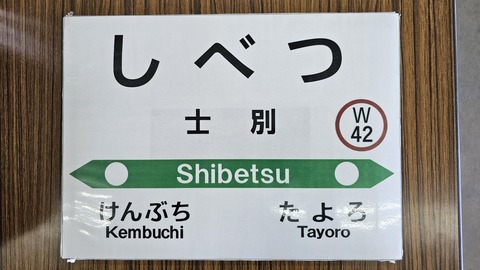 しべつ
士別
W
42
Shibetsu
けんぶち たよろ
Kembuchi Tayoro